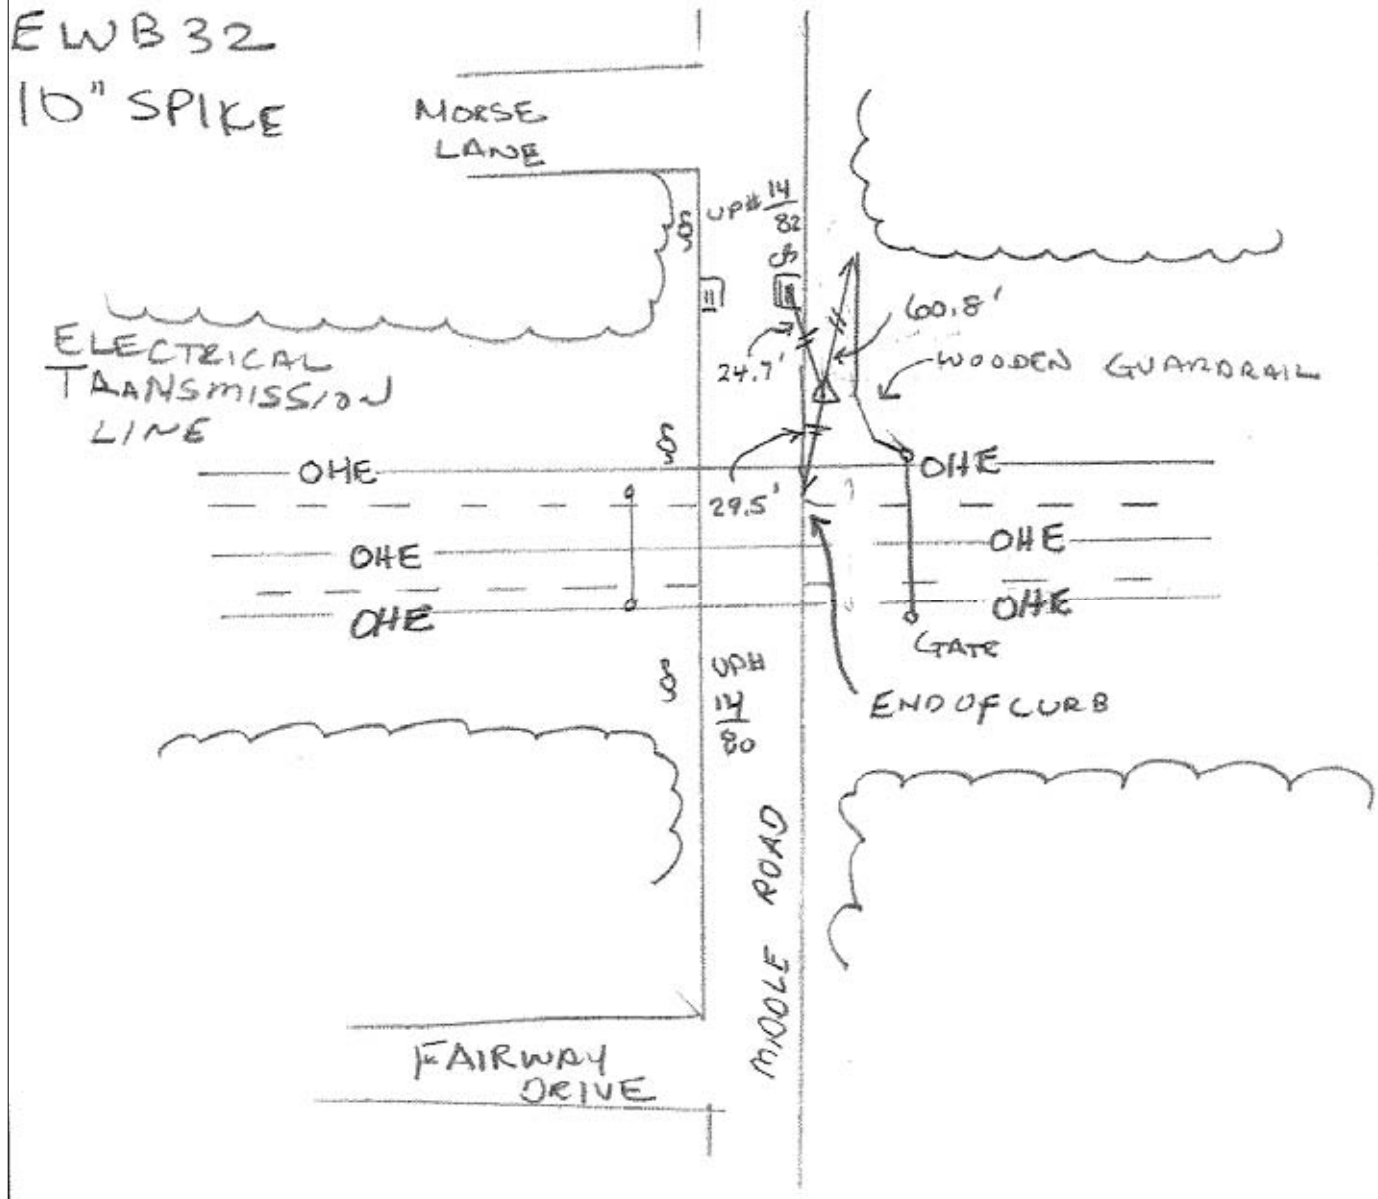 EWB32
10" SPIKE
MORSE
LANE
UP# 14
82
CB
60.8'
24.7'
WOODEN GUARDRAIL
ELECTRICAL
TRANSMISSION
LINE
OHE
OHE
29.5'
OHE
OHE
OHE
OHE
GATE
UP#
14
80
END OF CURB
MIDDLE ROAD
FAIRWAY
DRIVE